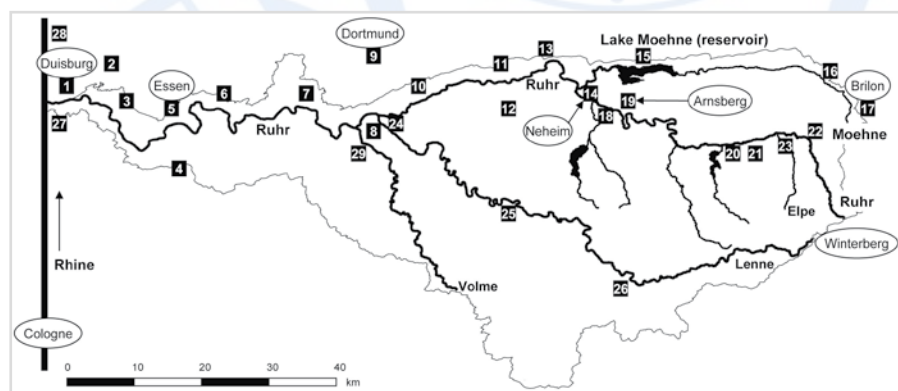 28
Dortmund
13
Lake Moehne (reservoir)
Duisburg
2
9
11
15
16
1
Essen
10
Brilon
3
5
6
7
Ruhr
14
12
19
Arnsberg
17
27
Ruhr
8
24
Neheim
18
22
Moehne
29
20
21
23
4
25
Elpe
Ruhr
Winterberg
Rhine
Lenne
Volme
26
Cologne
0
10
20
30
40
km